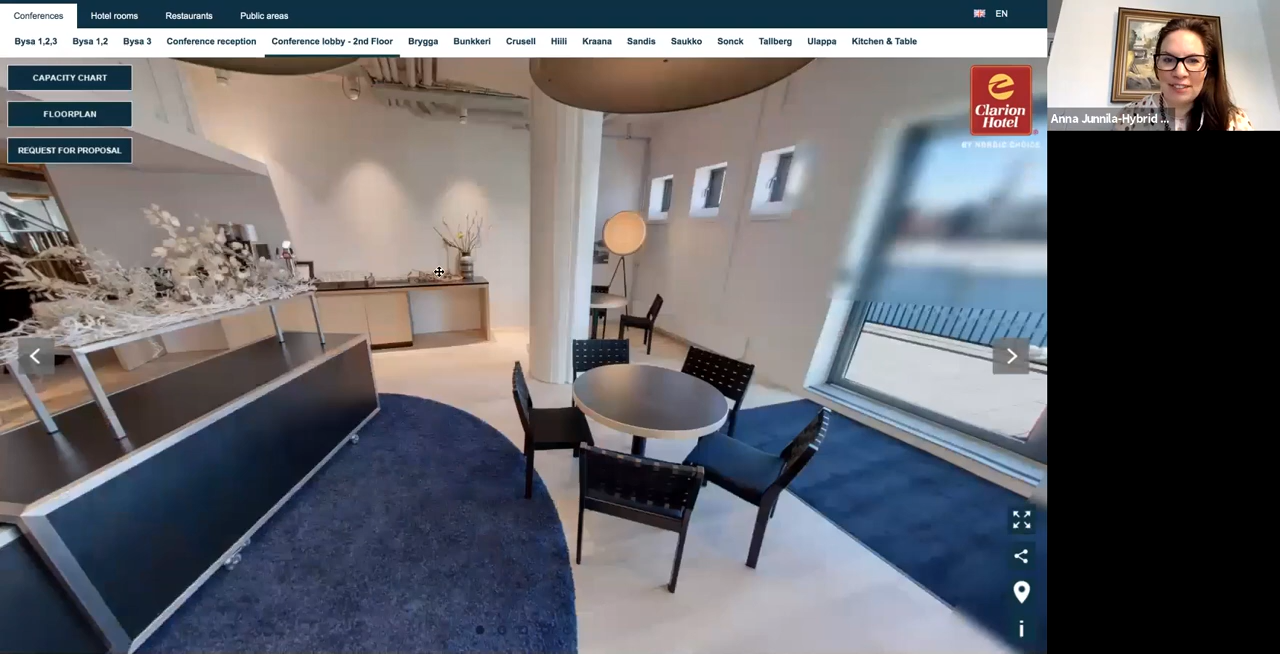 Conferences
Hotel rooms
Restaurants
Public areas
EN
Bysa 1,2,3
Bysa 1,2
Bysa 3
Conference reception
Conference lobby - 2nd Floor
Brygga
Bunkkeri
Crusell
Hiili
Kraana
Sandis
Saukko
Sonck
Tallberg
Ulappa
Kitchen & Table
CAPACITY CHART
FLOORPLAN
REQUEST FOR PROPOSAL
Clarion
Hotel
BY NORDIC CHOICE
Anna Junnila-Hybrid ...